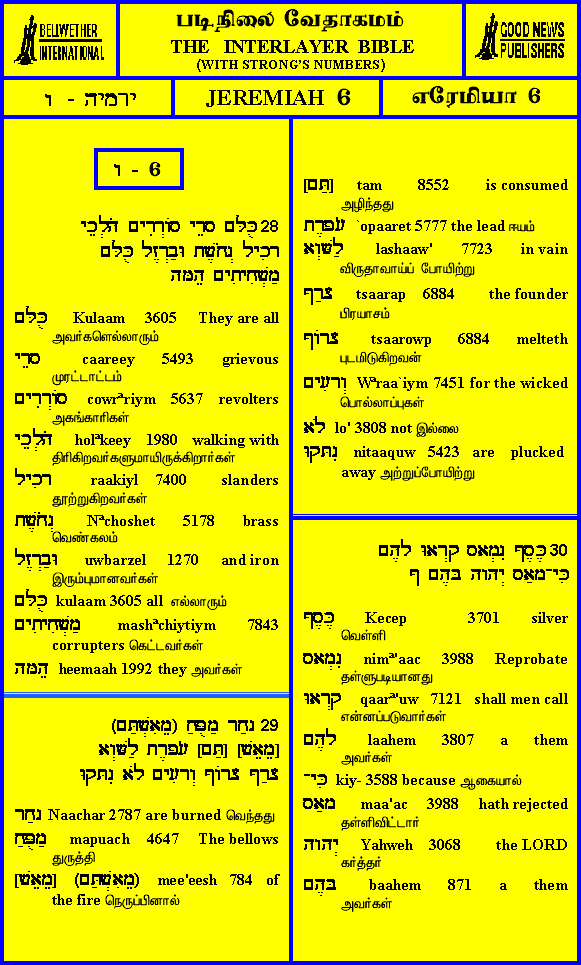 BELLWETHER
INTERNATIONAL
படிநிலை வேதாகமம்
THE INTERLAYER BIBLE
(WITH STRONG'S NUMBERS)
GOOD NEWS
PUBLISHERS
ירמיה - ו
JEREMIAH 6
எரேமியா 6
6 - ו
28 כֻּלָּם סָרֵי סוֹרְרִים הֹלְכֵי
רָכִיל נְחֹשֶׁת וּבַרְזֶל כֻּלָּם
מַשְׁחִיתִים הֵמָּה
כֻּלָּם Kulaam 3605 They are all
அவர்களெல்லாரும்
סָרֵי caareey 5493 grievous
முரட்டாட்டம்
סוֹרְרִים cowrªriym 5637 revolters
அகங்காரிகள்
הֹלְכֵי holªkeey 1980 walking with
திரிகிறவர்களுமாயிருக்கிறார்கள்
רָכִיל raakiyl 7400 slanders
தூற்றுகிறவர்கள்
נְחֹשֶׁת Nªchoshet 5178 brass
வெண்கலம்
וּבַרְזֶל uwbarzel 1270 and iron
இரும்புமானவர்கள்
כֻּלָּם kulaam 3605 all எல்லாரும்
מַשְׁחִיתִים mashªchiytiym 7843
corrupters கெட்டவர்கள்
הֵמָּה heemaah 1992 they அவர்கள்
29 נָחַר מַפֻּחַ (מֵאִשְׁתַּם)
[מֵאֵשׁ] [תַּם] עֹפָרֶת לַשָּׁוְא
צָרַף צָרוֹף וְרָעִים לֹא נִתָּקוּ
נָחַר Naachar 2787 are burned வெந்தது
מַפֻּחַ mapuach 4647 The bellows
துருத்தி
[מֵאֵשׁ] (מֵאִשְׁתַּם) mee'eesh 784 of
the fire நெருப்பினால்
[תַּם] tam 8552 is consumed
அழிந்தது
עֹפָרֶת `opaaret 5777 the lead ஈயம்
לַשָּׁוְא lashaaw' 7723 in vain
விருதாவாய்ப் போயிற்று
צָרַף tsaarap 6884 the founder
பிரயாசம்
צָרוֹף tsaarowp 6884 melteth
புடமிடுகிறவன்
וְרָעִים Wªraa`iym 7451 for the wicked
பொல்லாப்புகள்
לֹא lo' 3808 not இல்லை
נִתָּקוּ nitaaquw 5423 are plucked
away அற்றுப்போயிற்று
30 כֶּסֶף נִמְאָס קָרְאוּ לָהֶם
כִּי־מָאַס יְהוָה בָּהֶם ף
כֶּסֶף Kecep 3701 silver
வெள்ளி
נִמְאָס nimª'aac 3988 Reprobate
தள்ளுபடியானது
קָרְאוּ qaarª'uw 7121 shall men call
என்னப்படுவார்கள்
לָהֶם laahem 3807 a them
அவர்கள்
כִּי־ kiy- 3588 because ஆகையால்
מָאַס maa'ac 3988 hath rejected
தள்ளிவிட்டார்
יְהוָה Yahweh 3068 the LORD
கர்த்தர்
בָּהֶם baahem 871 a them
அவர்கள்